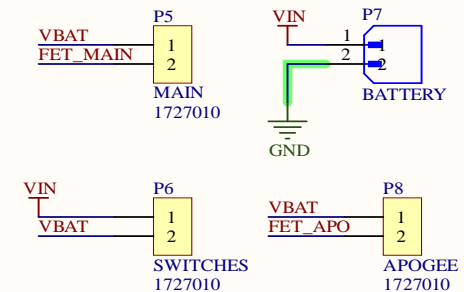 P5
VBAT 1
FET_MAIN 2
MAIN
1727010
P7
VIN 1 1
2 2
BATTERY
GND
P6
VIN 1
VBAT 2
SWITCHES
1727010
P8
VBAT 1
FET_APO 2
APOGEE
1727010